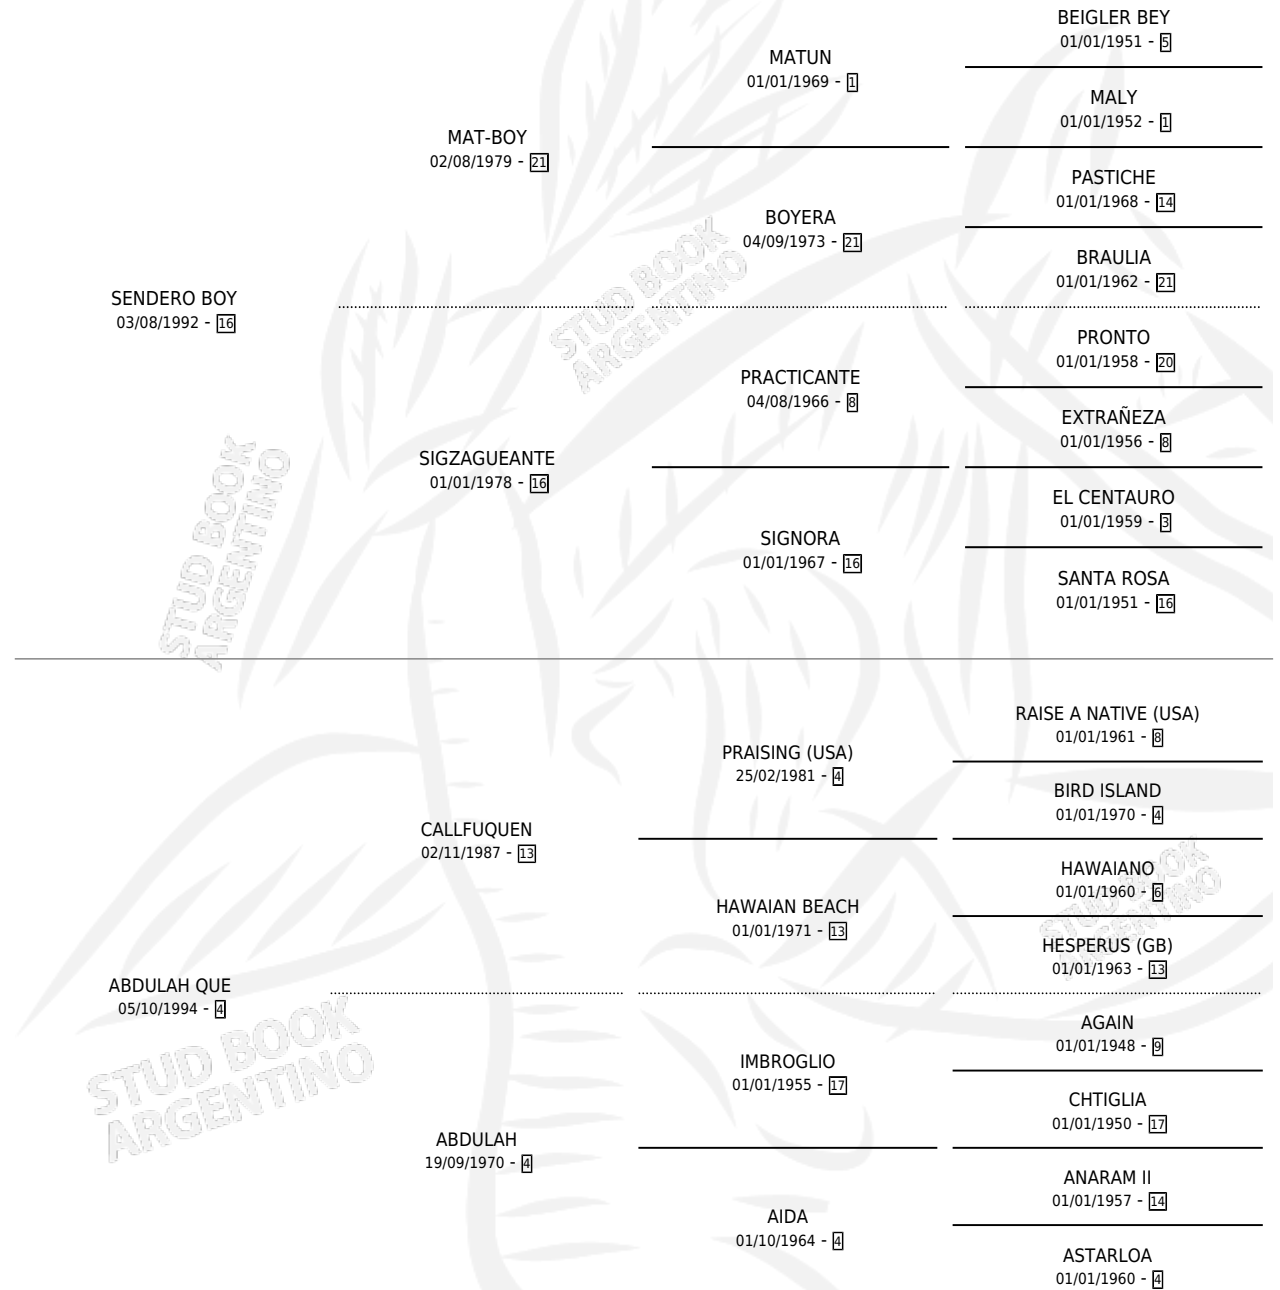 BEIGLER BEY
01/01/1951 - 5
MATUN
01/01/1969 - 1
MALY
01/01/1952 - 1
MAT-BOY
02/08/1979 - 21
PASTICHE
01/01/1968 - 14
BOYERA
04/09/1973 - 21
BRAULIA
01/01/1962 - 21
SENDERO BOY
03/08/1992 - 16
STUD BOOK
ARGENTINO
PRONTO
01/01/1958 - 20
PRACTICANTE
04/08/1966 - 8
EXTRAÑEZA
01/01/1956 - 8
SIGZAGUEANTE
01/01/1978 - 16
EL CENTAURO
01/01/1959 - 3
SIGNORA
01/01/1967 - 16
SANTA ROSA
01/01/1951 - 16
STUD BOOK
ARGENTINO
RAISE A NATIVE (USA)
01/01/1961 - 8
PRAISING (USA)
25/02/1981 - 4
BIRD ISLAND
01/01/1970 - 4
CALLFUQUEN
02/11/1987 - 13
HAWAIANO
01/01/1960 - 6
HAWAIAN BEACH
01/01/1971 - 13
STUD BOOK
ARGENTINO
HESPERUS (GB)
01/01/1963 - 13
ABDULAH QUE
05/10/1994 - 4
STUD BOOK
ARGENTINO
AGAIN
01/01/1948 - 9
IMBROGLIO
01/01/1955 - 17
CHTIGLIA
01/01/1950 - 17
ABDULAH
19/09/1970 - 4
ANARAM II
01/01/1957 - 14
AIDA
01/10/1964 - 4
ASTARLOA
01/01/1960 - 4